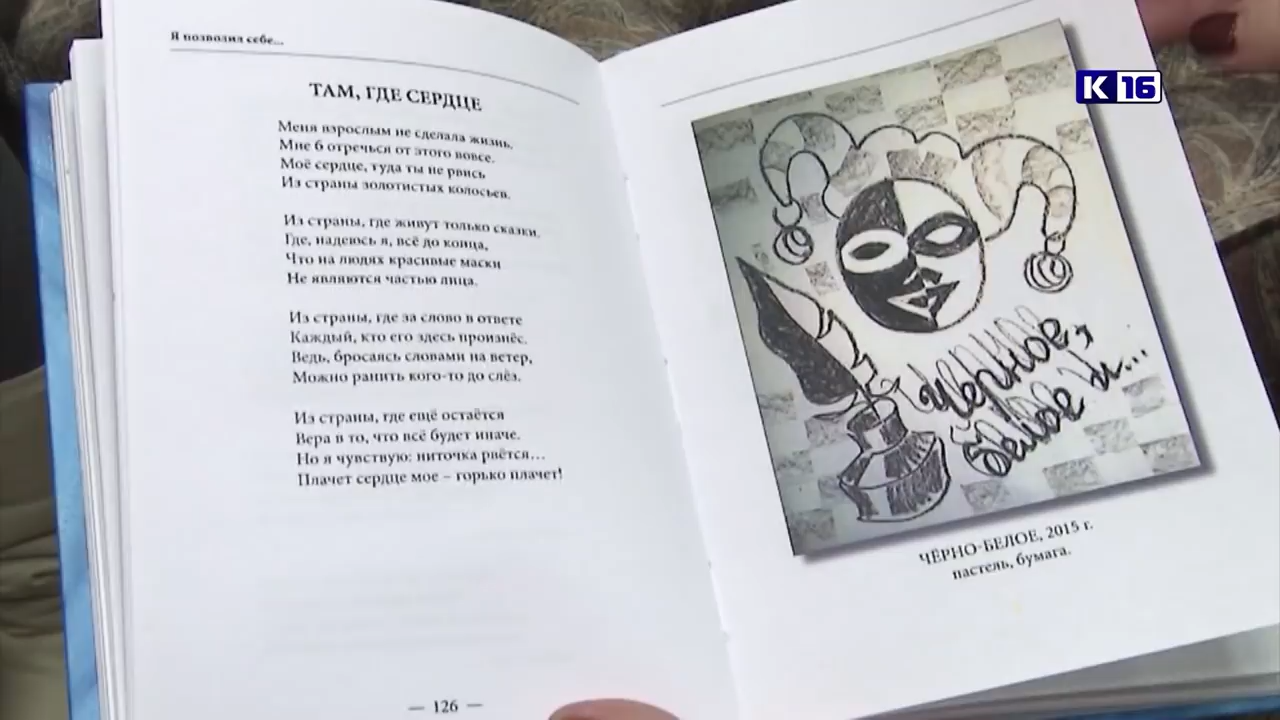 Я позволил себе...
ТАМ, ГДЕ СЕРДЦЕ
Меня взрослым не сделала жизнь.
Мне б отречься от этого вовсе.
Моё сердце, туда ты не рвись
Из страны золотистых колосьев.
Из страны, где живут только сказки.
Где, надеюсь я, всё до конца,
Что на людях красивые маски
Не являются частью лица.
Из страны, где за слово в ответе
Каждый, кто его здесь произнёс.
Ведь, бросаясь словами на ветер,
Можно ранить кого-то до слёз.
Из страны, где ещё остаётся
Вера в то, что всё будет иначе.
Но я чувствую: ниточка рвётся...
Плачет сердце мое – горько плачет!
— 126 —
К 16
черное,
белое и...
ЧЁРНО-БЕЛОЕ, 2015 г.
пастель, бумага.